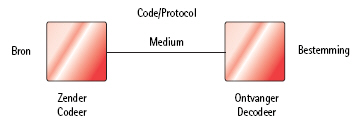 Code/Protocol
Bron
Medium
Bestemming
Zender
Codeer
Ontvanger
Decodeer